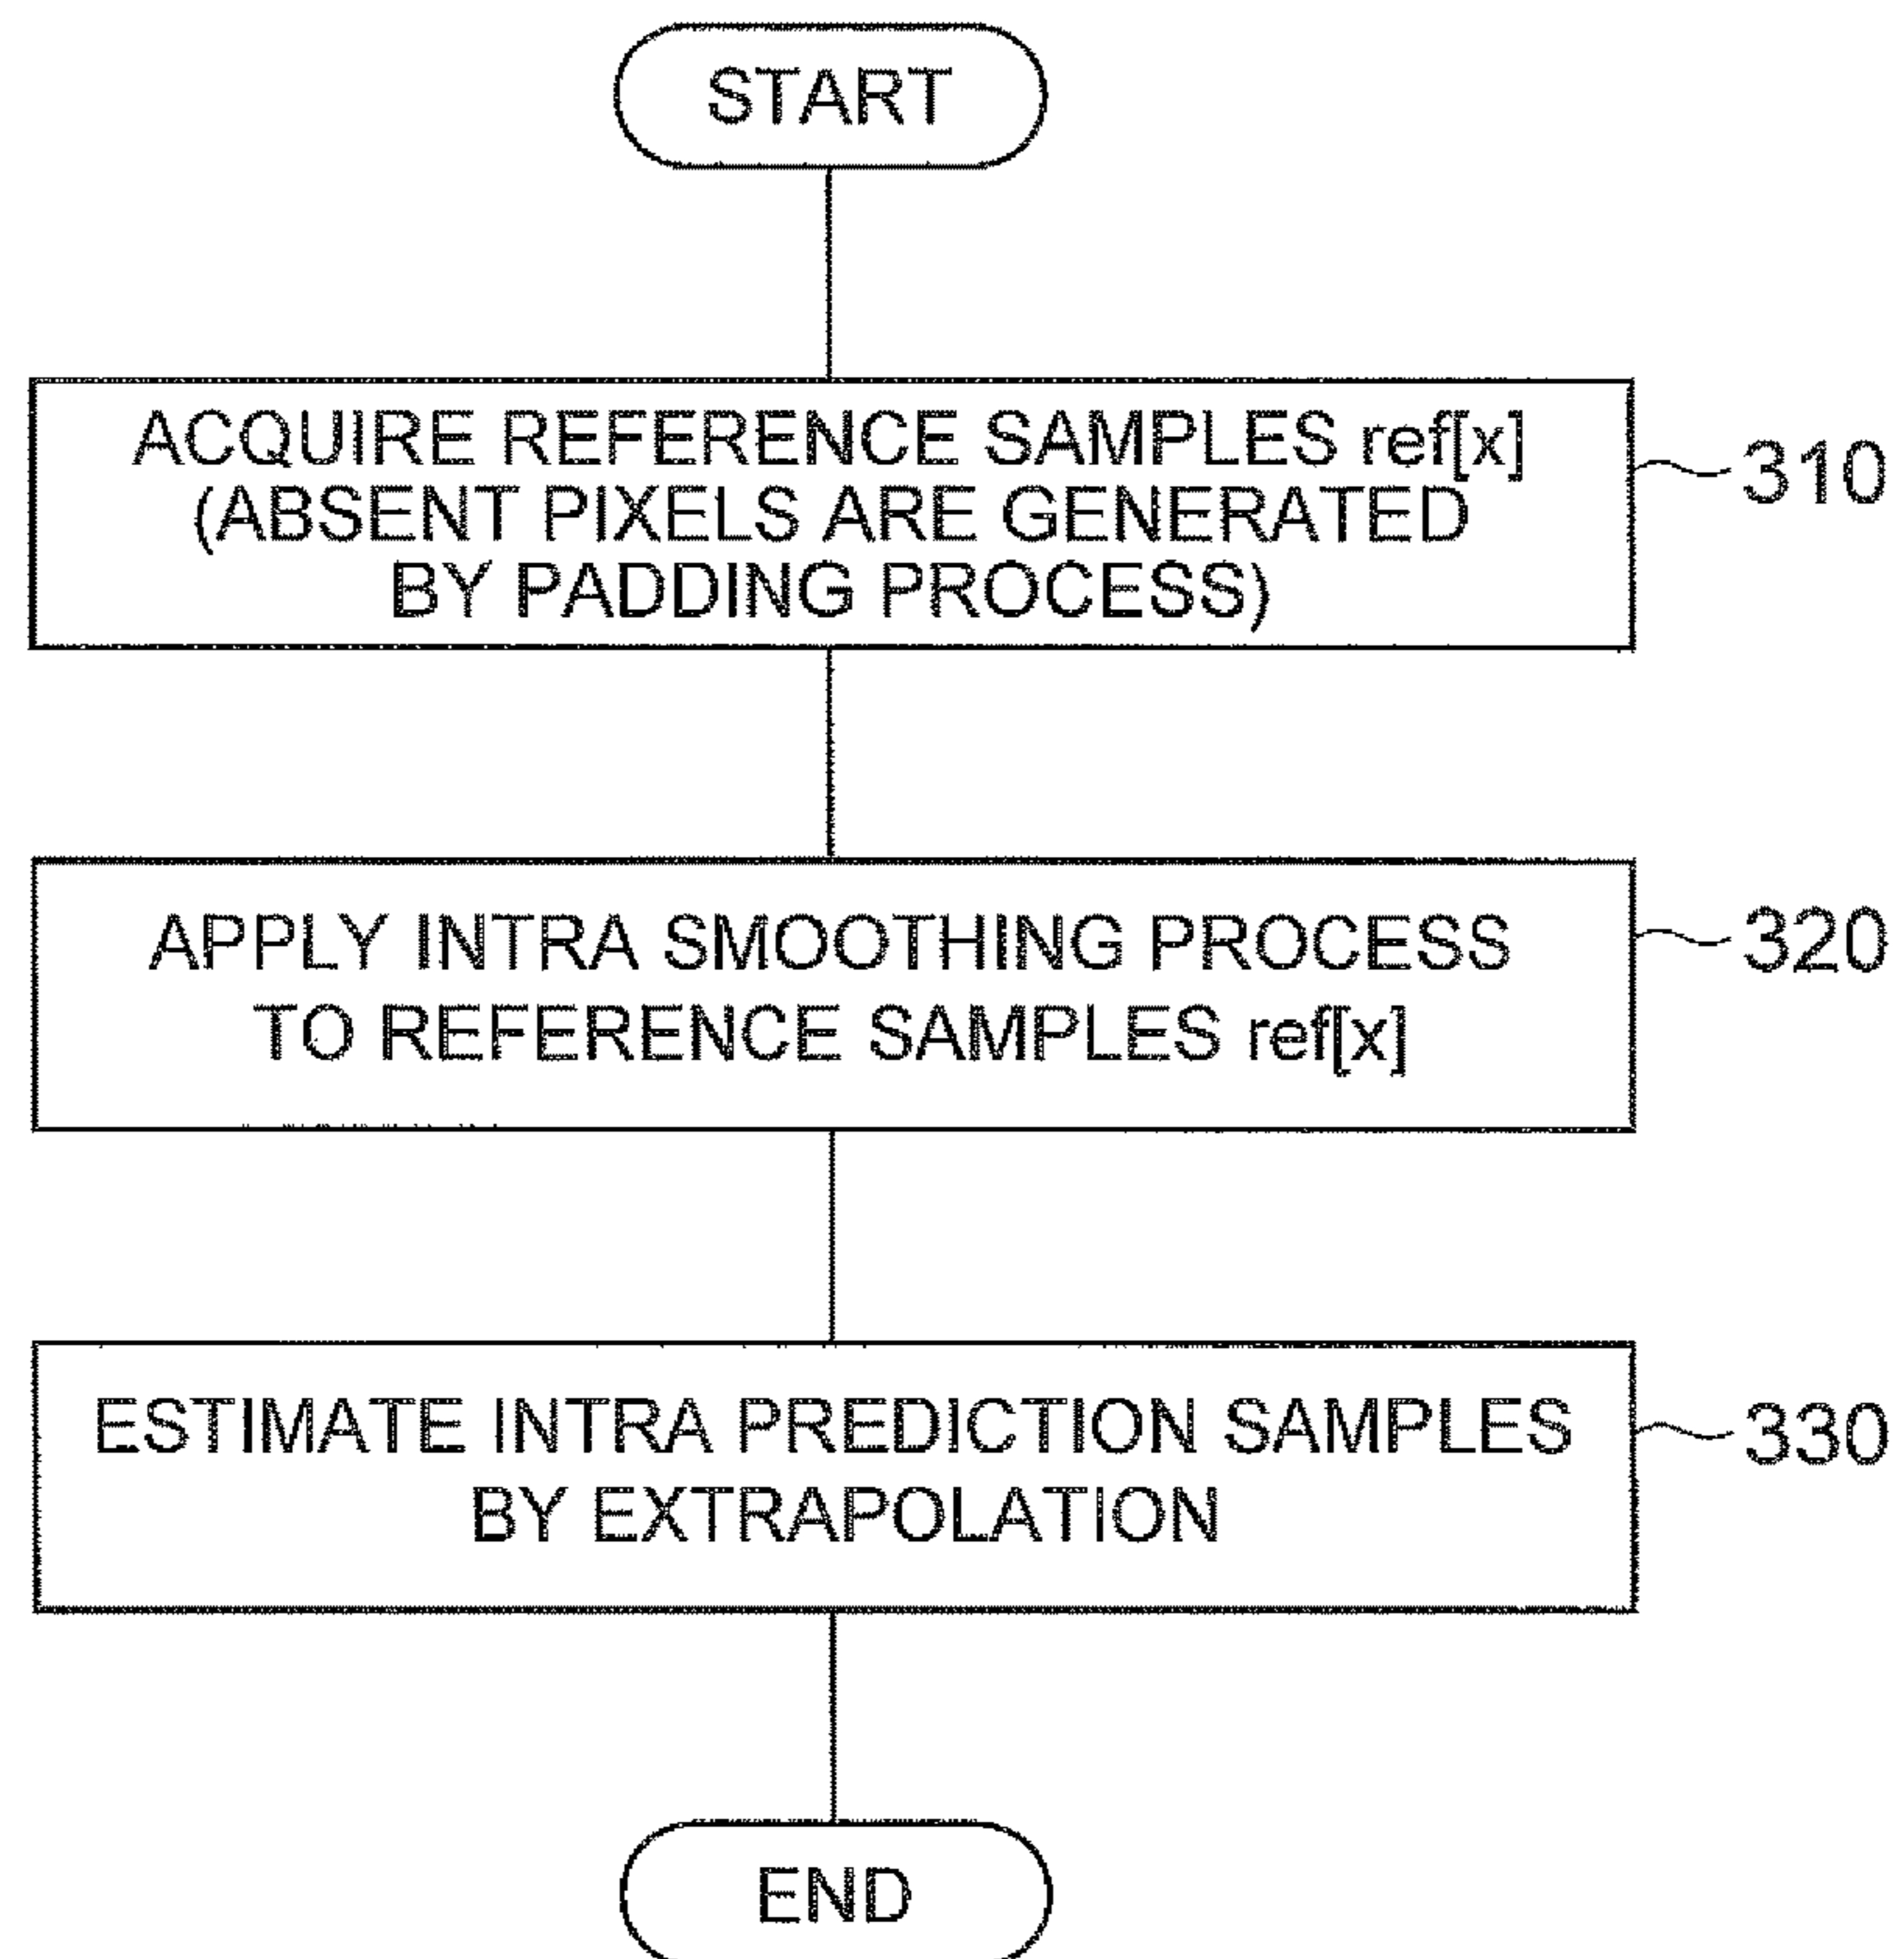 START
ACQUIRE REFERENCE SAMPLES ref[x]
(ABSENT PIXELS ARE GENERATED
BY PADDING PROCESS)
310
APPLY INTRA SMOOTHING PROCESS
TO REFERENCE SAMPLES ref[x]
320
ESTIMATE INTRA PREDICTION SAMPLES
BY EXTRAPOLATION
330
END